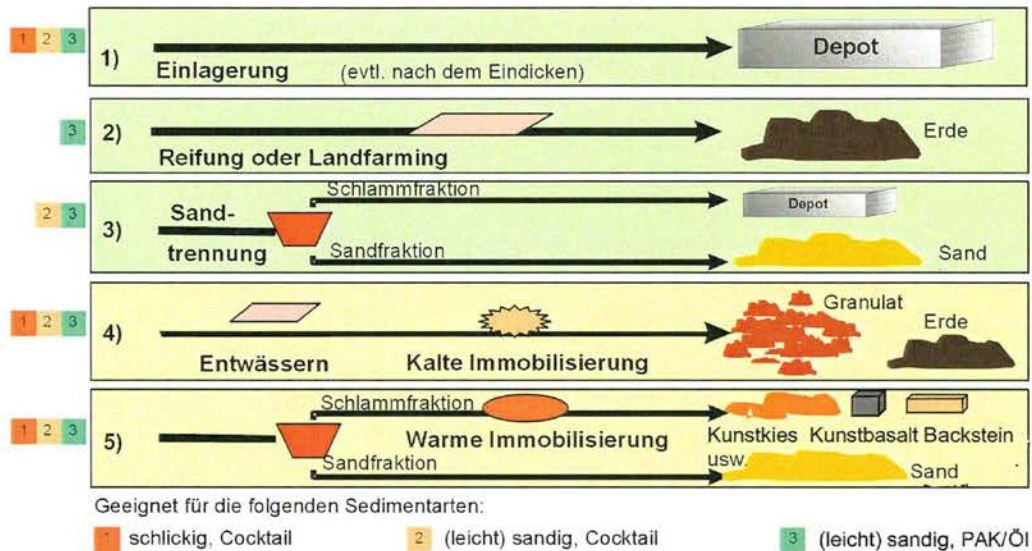 1 2 3
1)
Depot
Einlagerung (evtl. nach dem Eindicken)
3
2)
Erde
Reifung oder Landfarming
2 3
3)
Sand-
trennung
Schlammfraktion
Depot
Sandfraktion
Sand
1 2 3
4)
Granulat
Erde
Entwässern
Kalte Immobilisierung
1 2 3
5)
Schlammfraktion
Warme Immobilisierung
Kunstkies Kunstbasalt Backstein
usw.
Sandfraktion
Sand
Geeignet für die folgenden Sedimentarten:
1 schlickig, Cocktail
2 (leicht) sandig, Cocktail
3 (leicht) sandig, PAK/Öl